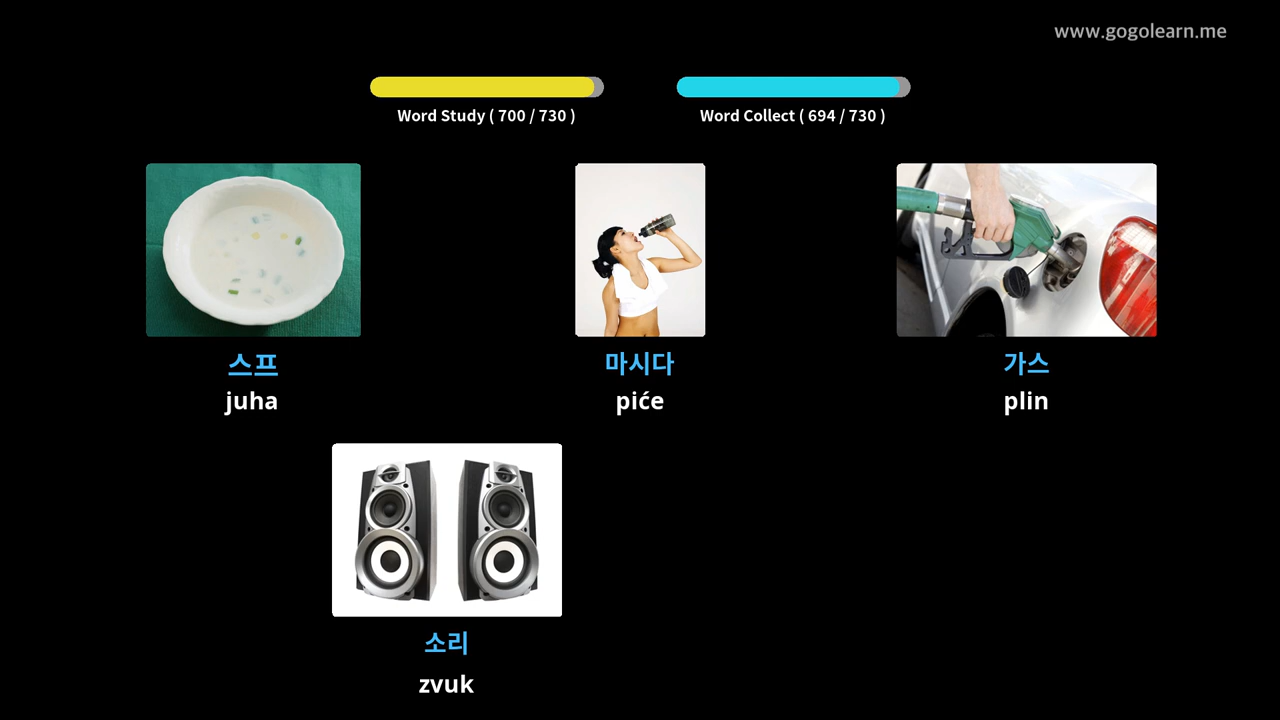 www.gogolearn.me
Word Study ( 700 / 730 )
Word Collect ( 694 / 730 )
스프
juha
마시다
piće
가스
plin
소리
zvuk